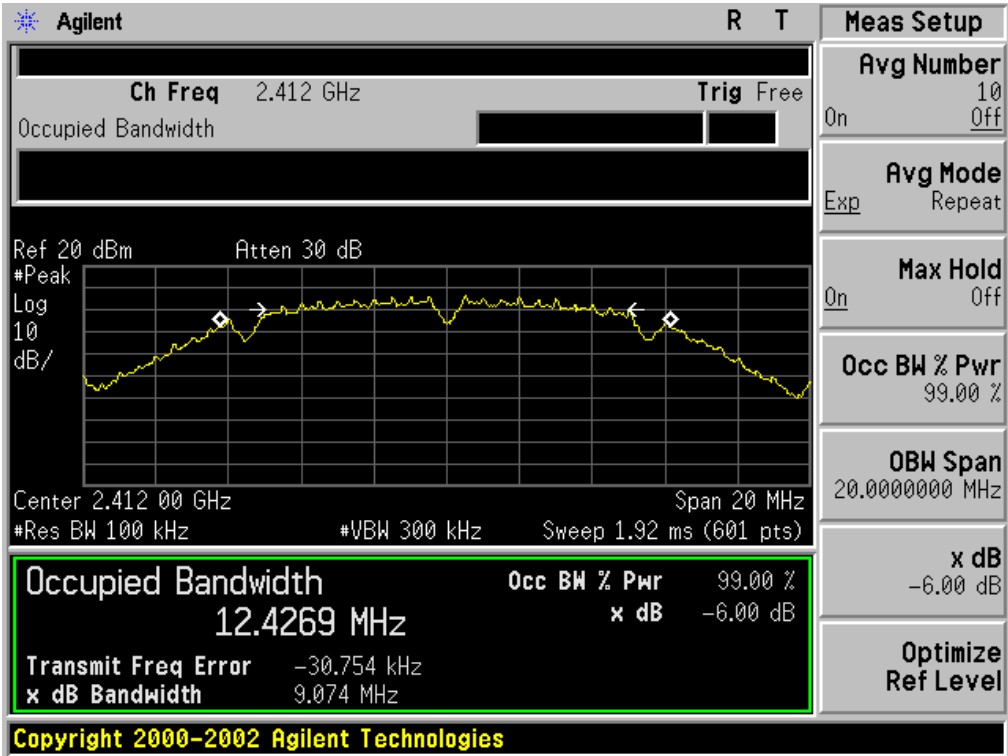 Agilent R T
Ch Freq 2.412 GHz Trig Free
Occupied Bandwidth
Ref 20 dBm Atten 30 dB
#Peak
Log
10
dB/
Center 2.412 00 GHz Span 20 MHz
#Res BW 100 kHz #VBW 300 kHz Sweep 1.92 ms (601 pts)
Occupied Bandwidth Occ BW % Pwr 99.00 %
12.4269 MHz x dB -6.00 dB
Transmit Freq Error -30.754 kHz
x dB Bandwidth 9.074 MHz
Copyright 2000-2002 Agilent Technologies
Meas Setup
Avg Number
10
On Off
Avg Mode
Exp Repeat
Max Hold
On Off
Occ BW % Pwr
99.00 %
OBW Span
20.0000000 MHz
x dB
-6.00 dB
Optimize
Ref Level